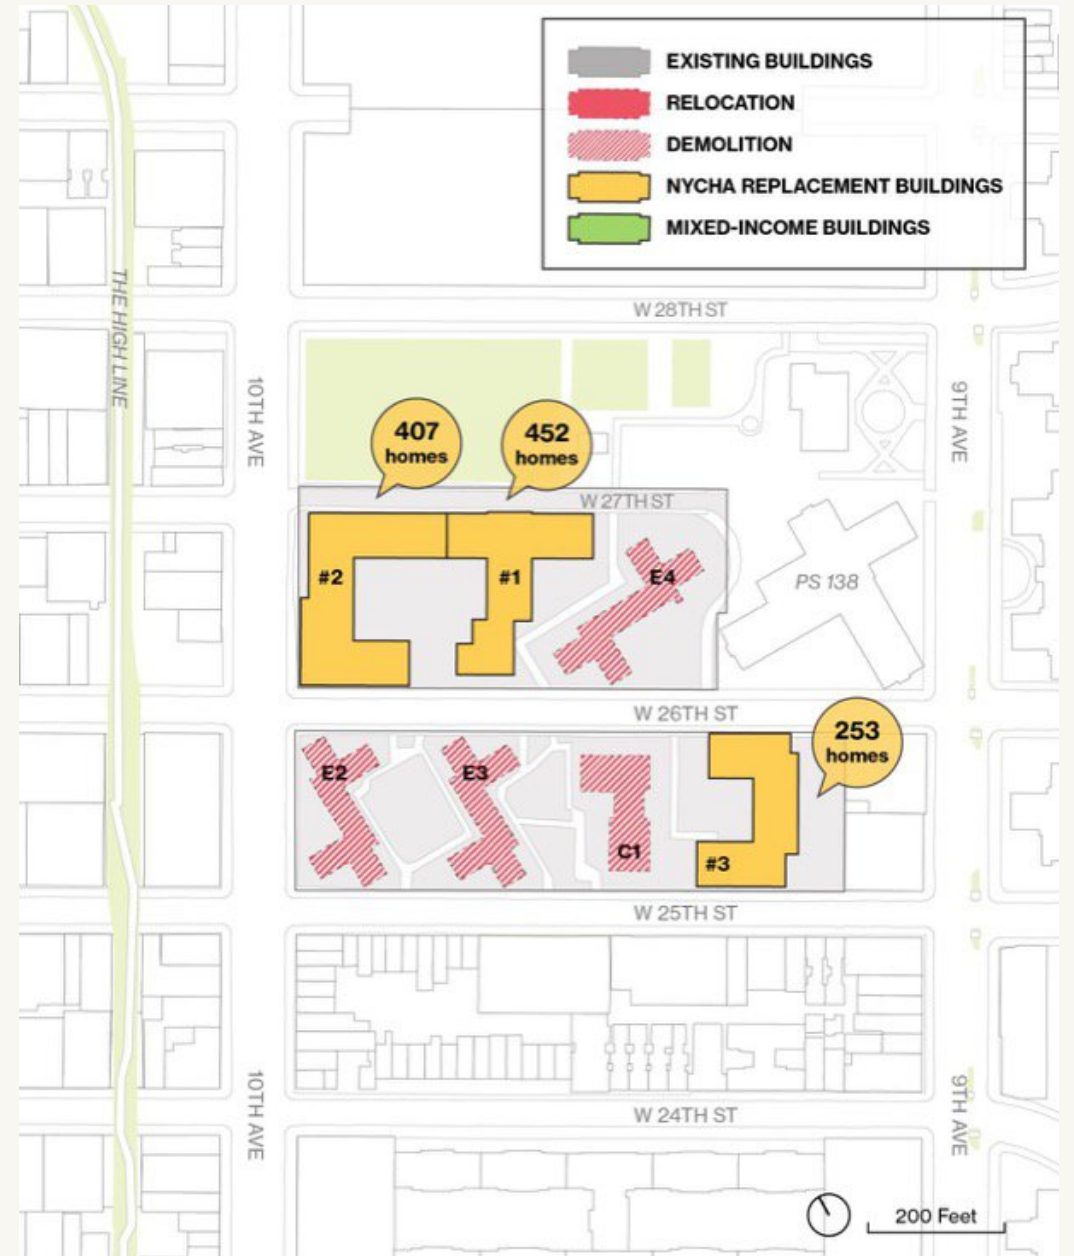 EXISTING BUILDINGS
RELOCATION
DEMOLITION
NYCHA REPLACEMENT BUILDINGS
MIXED-INCOME BUILDINGS
THE HIGH LINE
W 28TH ST
10TH AVE
9TH AVE
407
homes
452
homes
W 27TH ST
#2
#1
E4
PS 138
W 26TH ST
253
homes
E2
E3
C1
#3
W 25TH ST
10TH AVE
9TH AVE
W 24TH ST
200 Feet